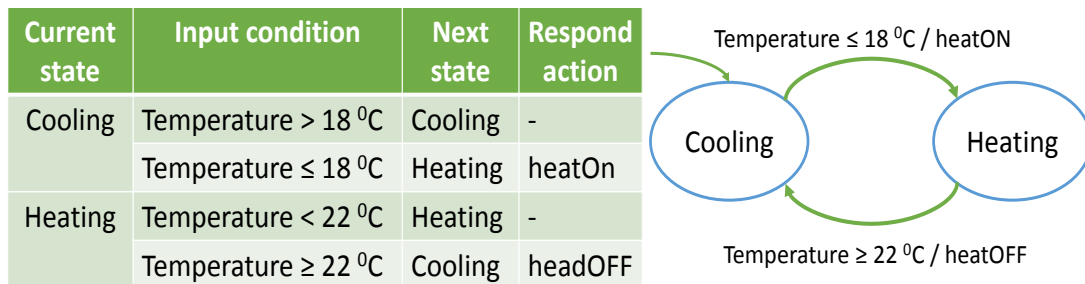 Current state Input condition Next state Respond action
Cooling Temperature > 18 ⁰C Cooling -
Temperature ≤ 18 ⁰C Heating heatOn
Heating Temperature < 22 ⁰C Heating -
Temperature ≥ 22 ⁰C Cooling headOFF
Temperature ≤ 18 ⁰C / heatON
Cooling
Heating
Temperature ≥ 22 ⁰C / heatOFF